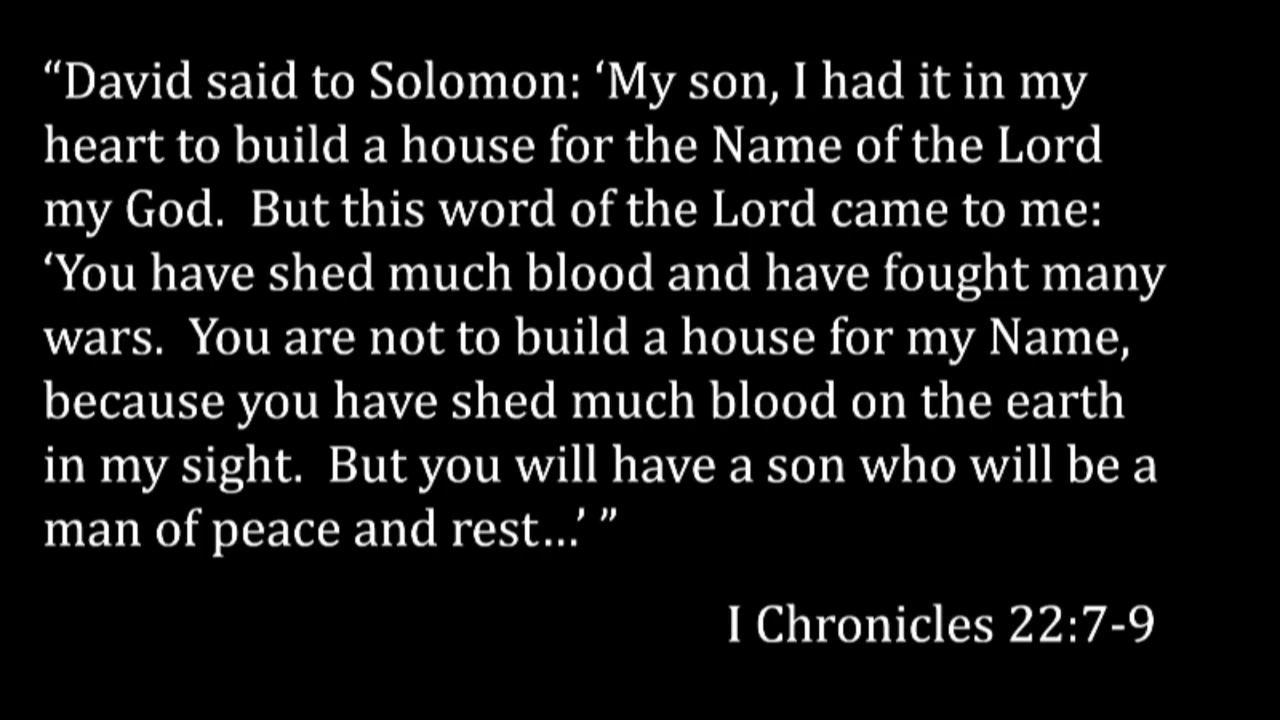 “David said to Solomon: ‘My son, I had it in my
heart to build a house for the Name of the Lord
my God.  But this word of the Lord came to me:
‘You have shed much blood and have fought many
wars.  You are not to build a house for my Name,
because you have shed much blood on the earth
in my sight.  But you will have a son who will be a
man of peace and rest…’ ”
I Chronicles 22:7-9